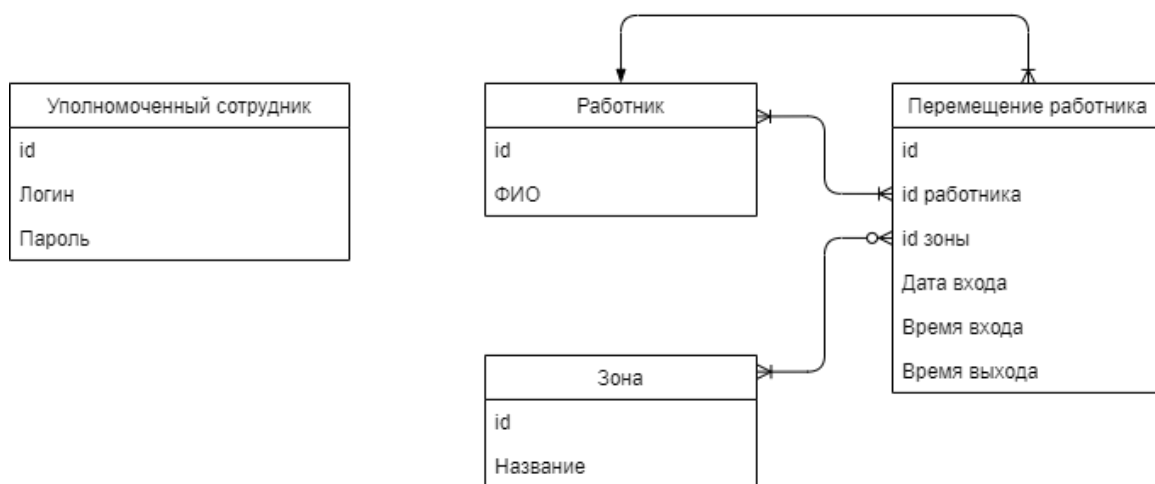 Уполномоченный сотрудник
id
Логин
Пароль
Работник
id
ФИО
Перемещение работника
id
id работника
id зоны
Дата входа
Время входа
Время выхода
Зона
id
Название